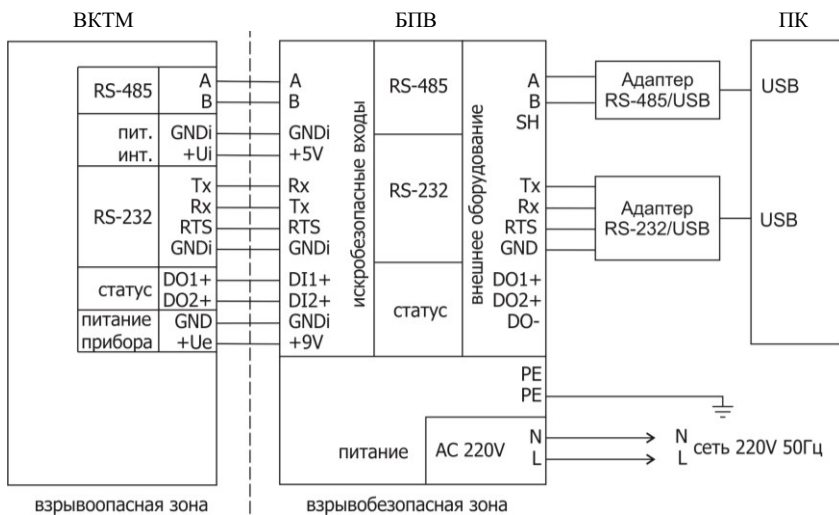 ВКТМ
БПВ
ПК
RS-485
A
B
A
B
искробезопасные входы
RS-485
внешнее оборудование
A
B
SH
Адаптер
RS-485/USB
USB
пит.
инт.
GNDi
+Ui
GNDi
+5V
RS-232
Tx
Rx
RTS
GNDi
Rx
Tx
RTS
GNDi
RS-232
Tx
Rx
RTS
GND
Адаптер
RS-232/USB
USB
статус
DO1+
DO2+
DI1+
DI2+
статус
DO1+
DO2+
DO-
питание
прибора
GND
+Ue
GNDi
+9V
PE
PE
питание
AC 220V
N
L
N
L
сеть 220V 50Гц
взрывоопасная зона
взрывобезопасная зона